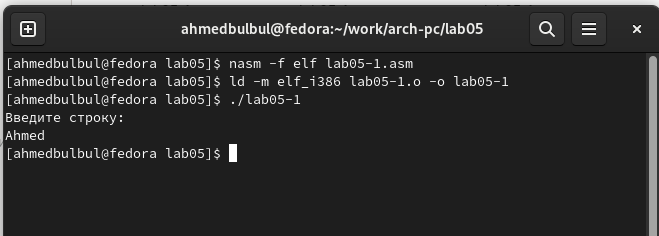 ahmedbulbul@fedora:~/work/arch-pc/lab05
[ahmedbulbul@fedora lab05]$ nasm -f elf lab05-1.asm
[ahmedbulbul@fedora lab05]$ ld -m elf_i386 lab05-1.o -o lab05-1
[ahmedbulbul@fedora lab05]$ ./lab05-1
Введите строку:
Ahmed
[ahmedbulbul@fedora lab05]$